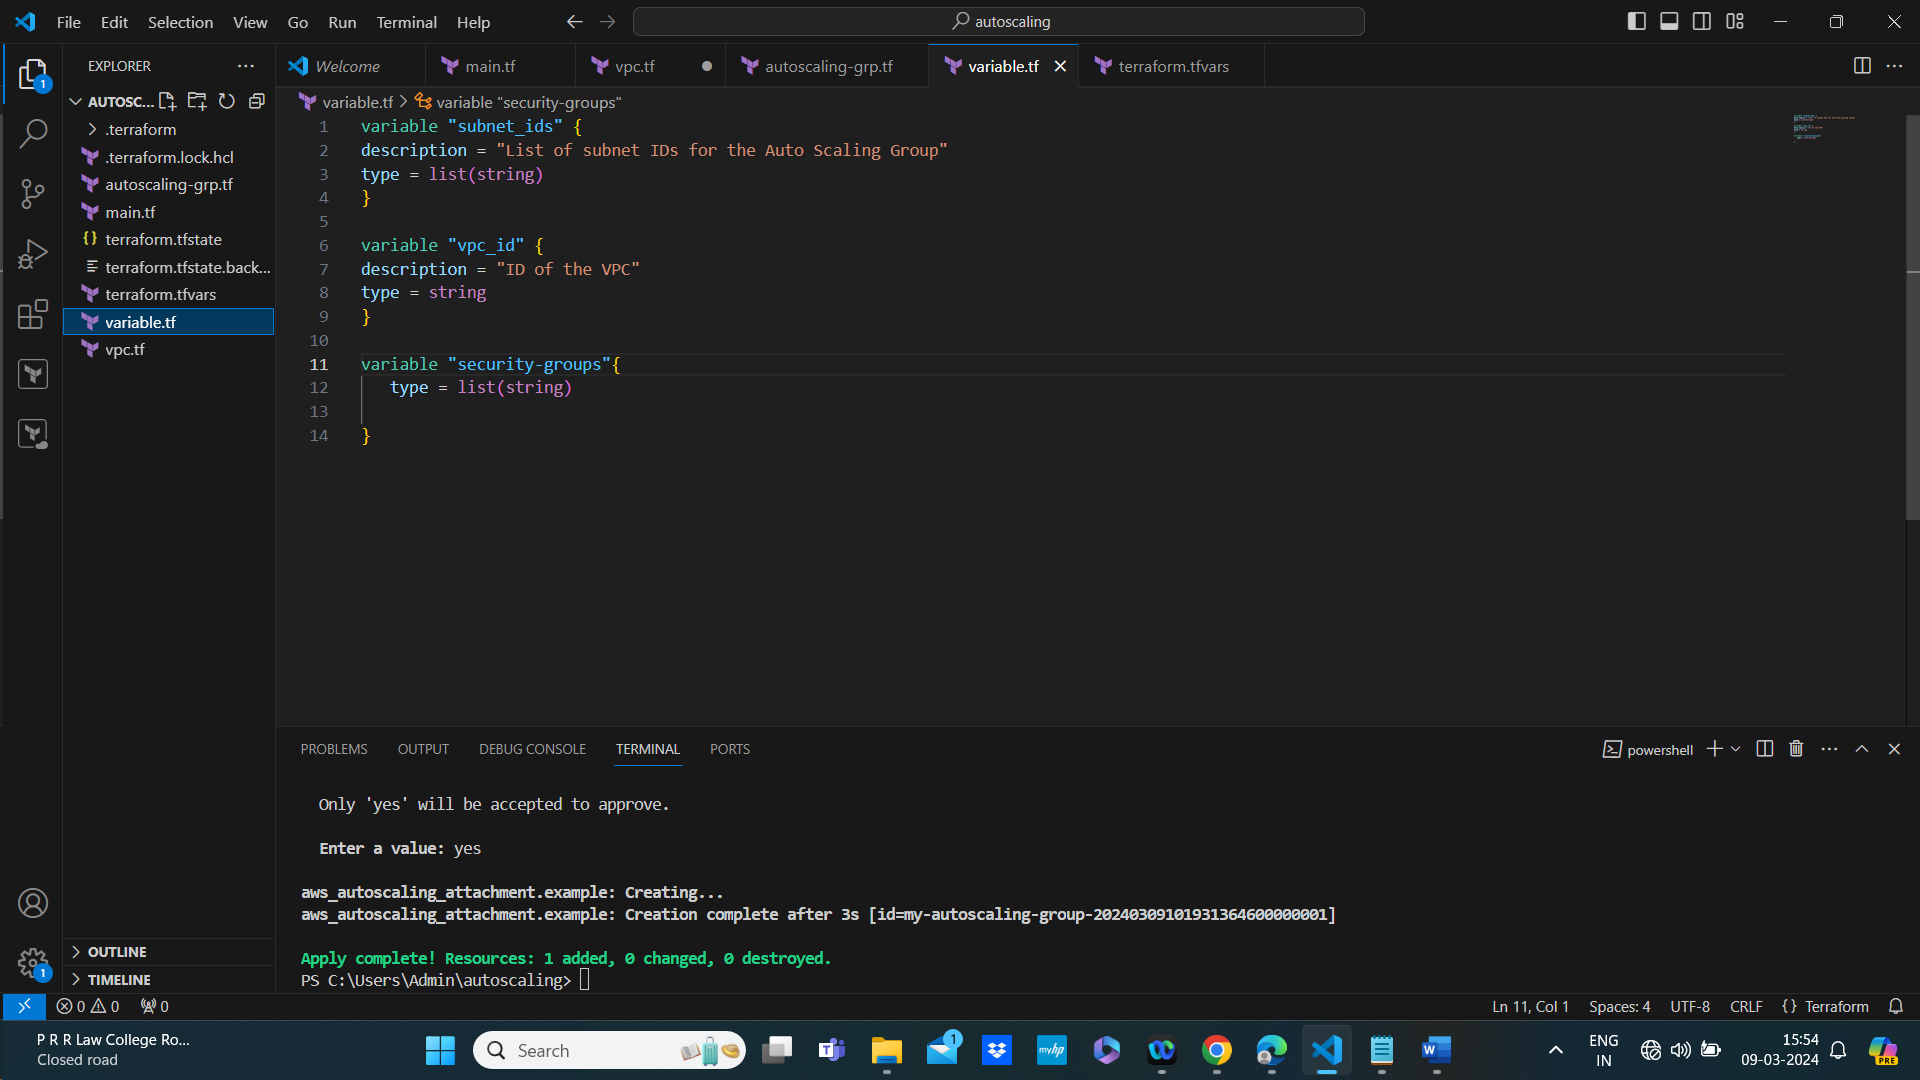 File Edit Selection View Go Run Terminal Help
autoscaling
EXPLORER
Welcome
main.tf
vpc.tf
autoscaling-grp.tf
variable.tf
terraform.tfvars
AUTOSC...
variable.tf > variable "security-groups"
.terraform
.terraform.lock.hcl
autoscaling-grp.tf
main.tf
terraform.tfstate
terraform.tfstate.back...
terraform.tfvars
variable.tf
vpc.tf
1 variable "subnet_ids" {
2 description = "List of subnet IDs for the Auto Scaling Group"
3 type = list(string)
4 }
5
6 variable "vpc_id" {
7 description = "ID of the VPC"
8 type = string
9 }
10
11 variable "security-groups"{
12 type = list(string)
13
14 }
PROBLEMS OUTPUT DEBUG CONSOLE TERMINAL PORTS
powershell
Only 'yes' will be accepted to approve.
Enter a value: yes
aws_autoscaling_attachment.example: Creating...
aws_autoscaling_attachment.example: Creation complete after 3s [id=my-autoscaling-group-20240309101931364600000001]
Apply complete! Resources: 1 added, 0 changed, 0 destroyed.
PS C:\Users\Admin\autoscaling>
OUTLINE
TIMELINE
1
1
0 0 0
Ln 11, Col 1 Spaces: 4 UTF-8 CRLF {} Terraform
P R R Law College Ro...
Closed road
Search
1
myhp
ENG
IN
15:54
09-03-2024
PRE